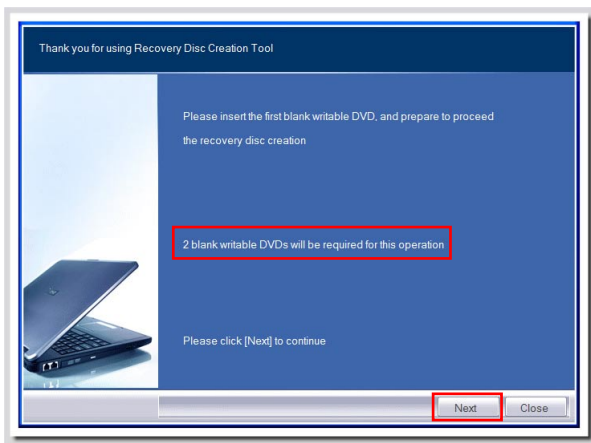 Thank you for using Recovery Disc Creation Tool
Please insert the first blank writable DVD, and prepare to proceed
the recovery disc creation
2 blank writable DVDs will be required for this operation
Please click [Next] to continue
Next
Close